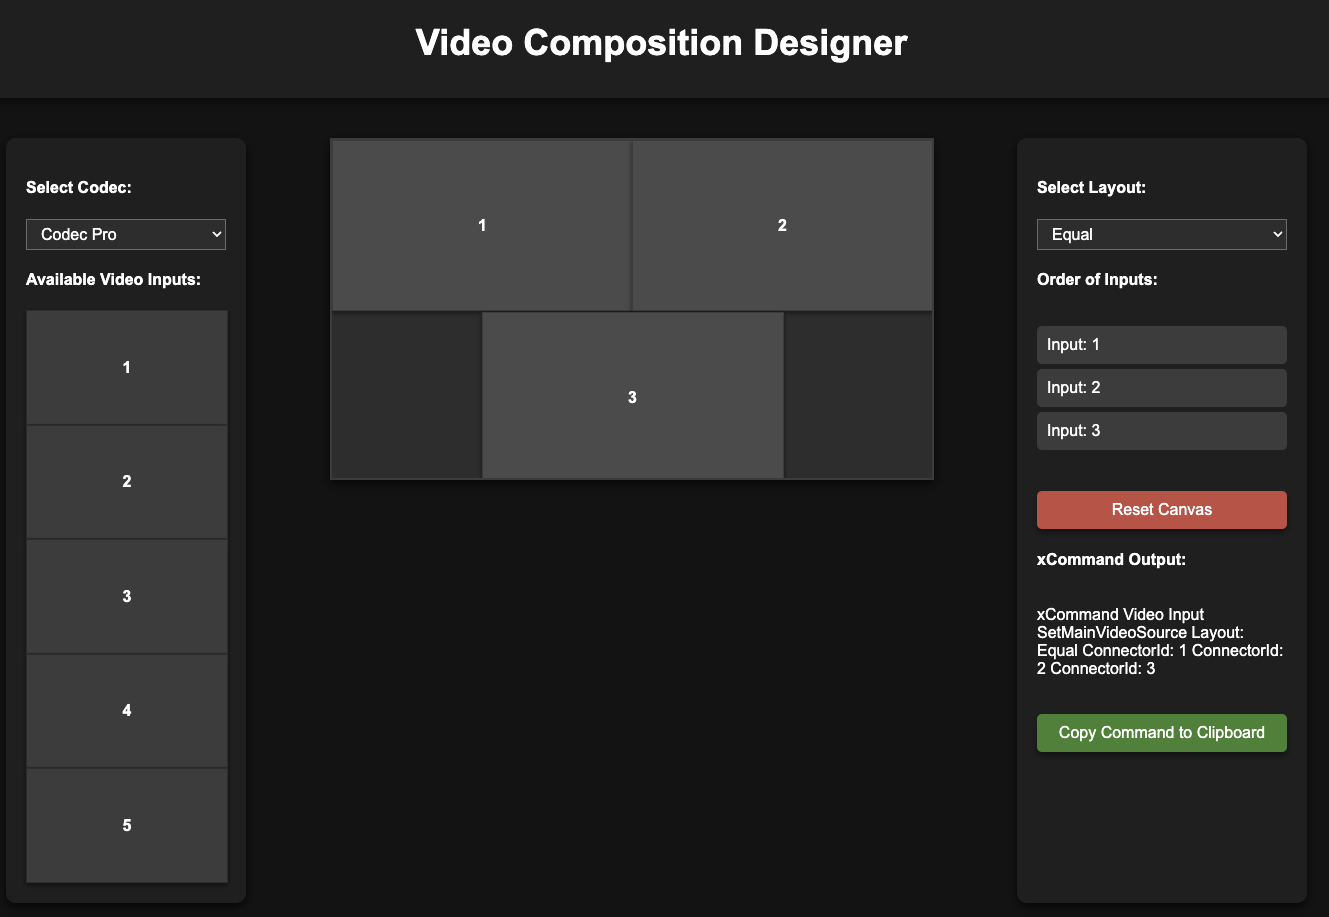 Video Composition Designer
Select Codec:
Codec Pro
Available Video Inputs:
1
2
3
4
5
1
2
3
Select Layout:
Equal
Order of Inputs:
Input: 1
Input: 2
Input: 3
Reset Canvas
xCommand Output:
xCommand Video Input
SetMainVideoSource Layout:
Equal ConnectorId: 1 ConnectorId:
2 ConnectorId: 3
Copy Command to Clipboard